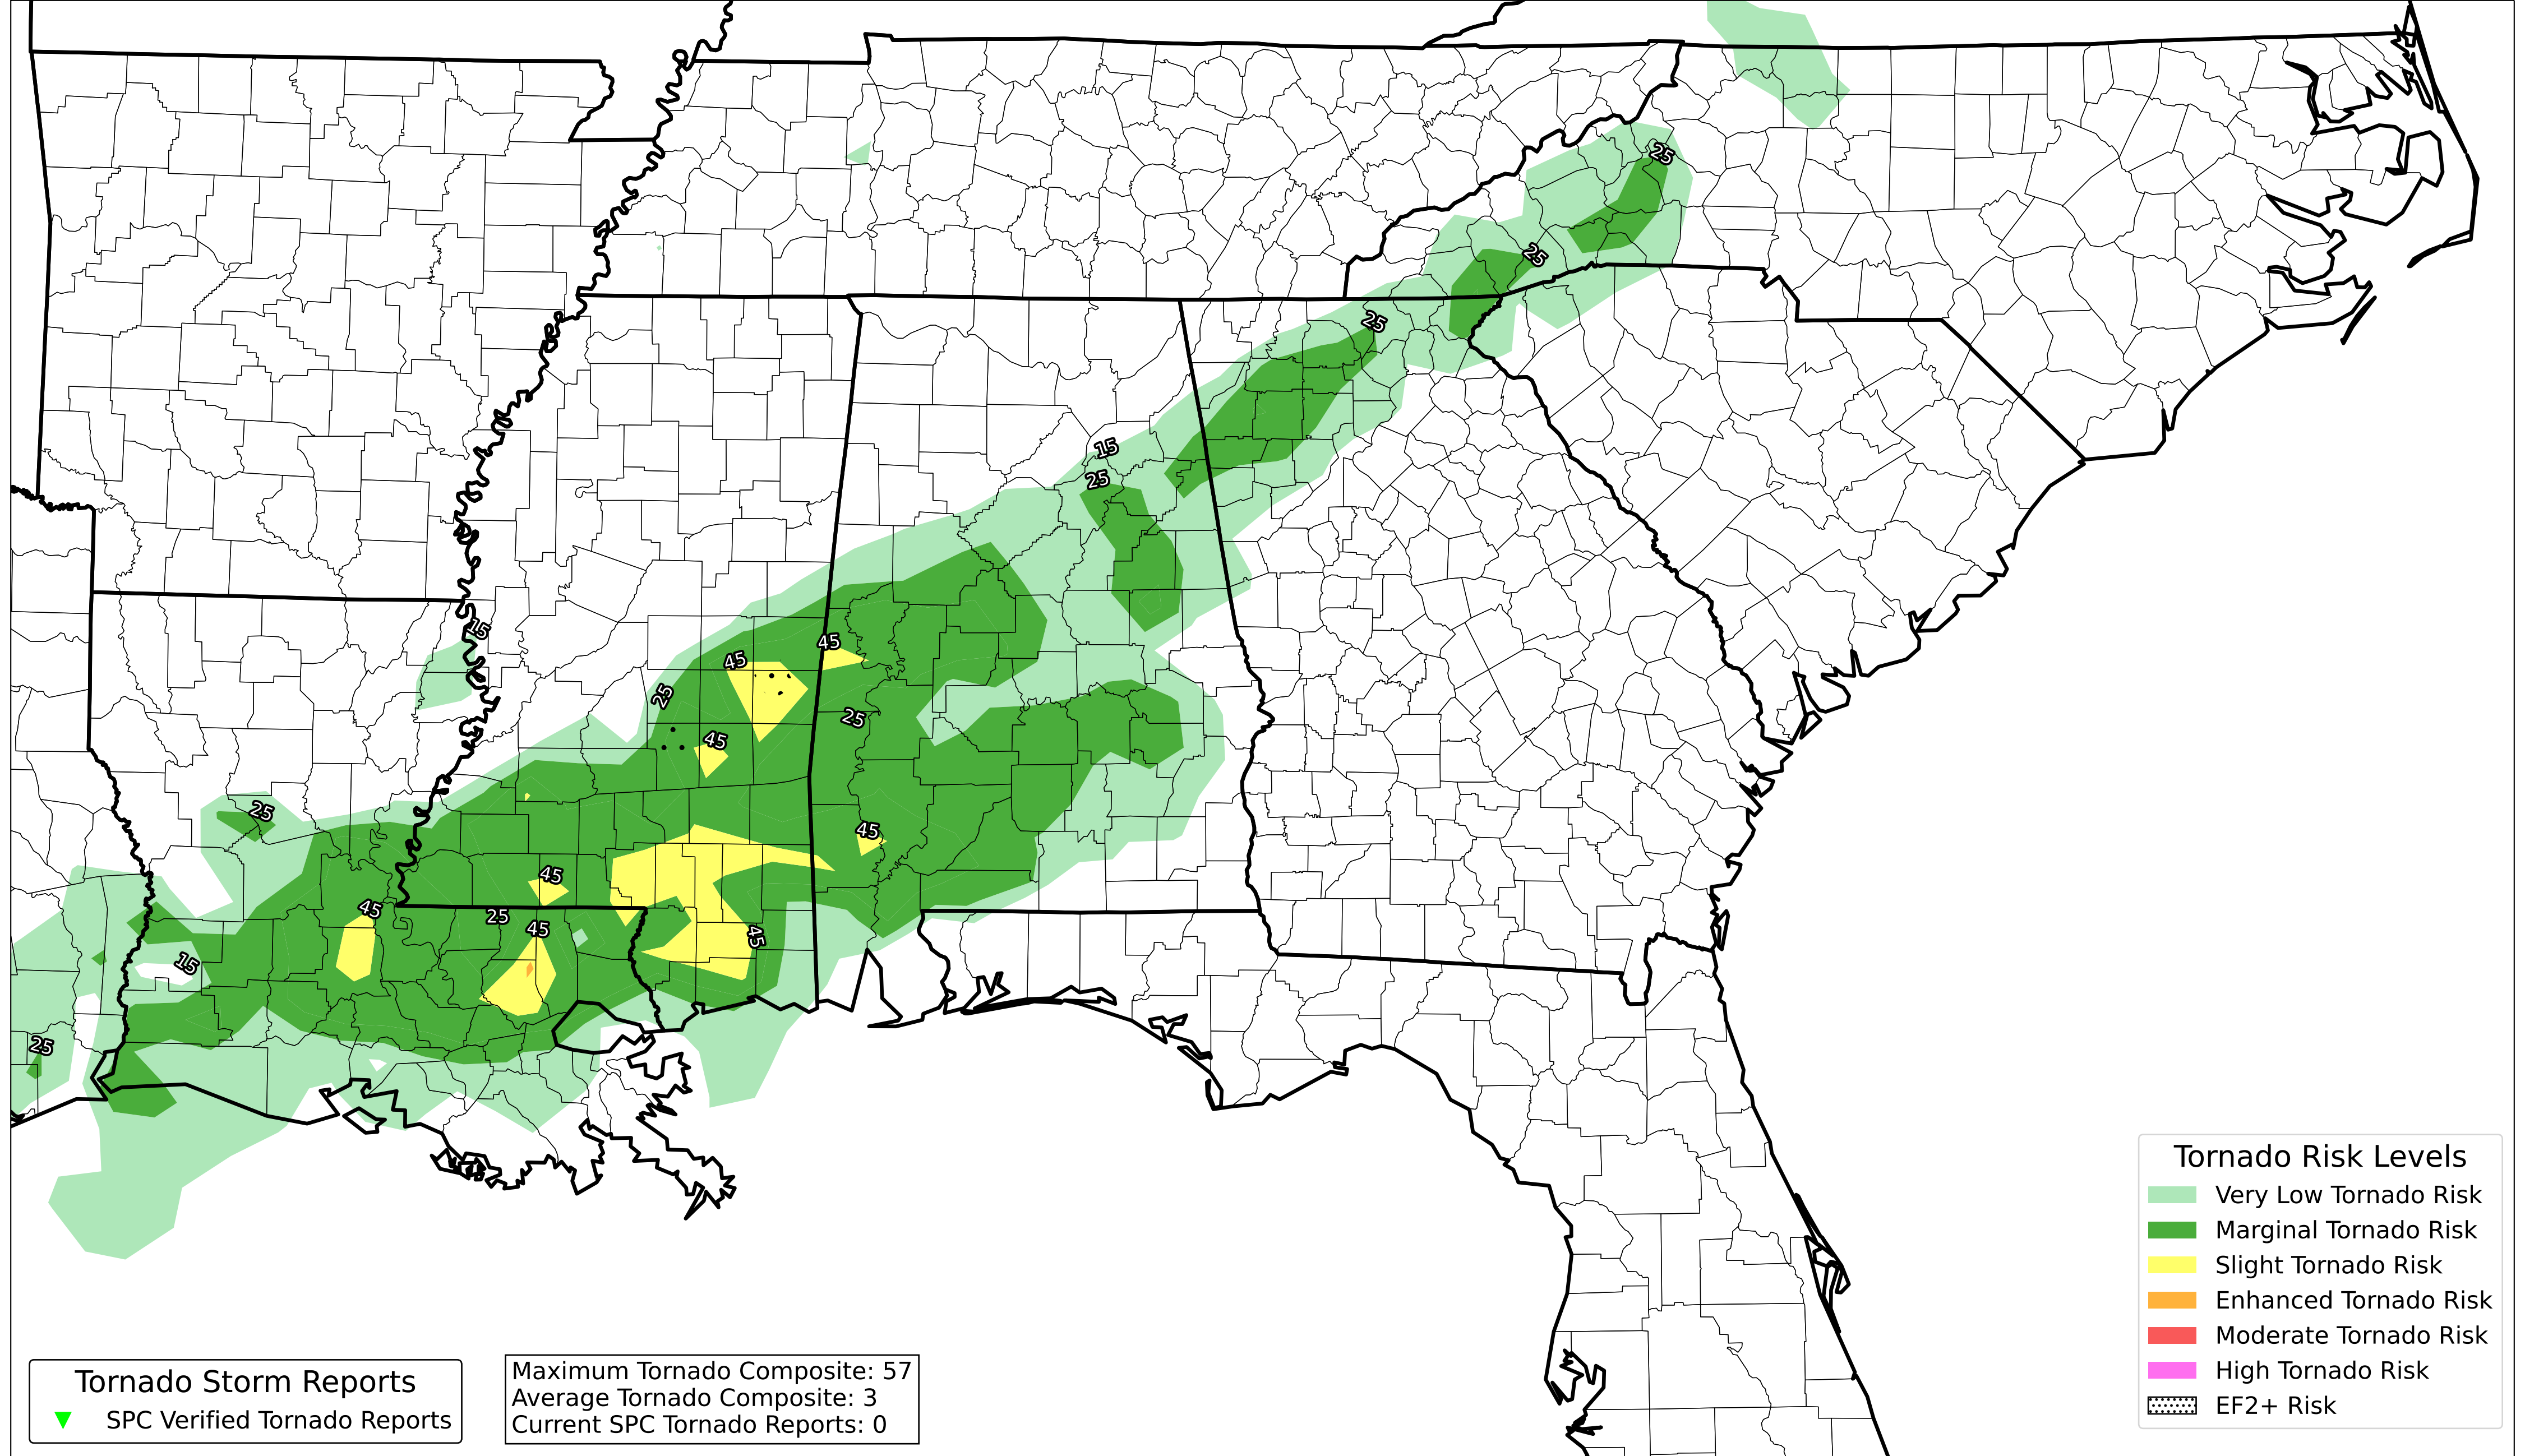 25
25
25
15
25
45
45
25
15
25
45
25
45
45
45
25
45
45
15
25
45
25
Tornado Risk Levels
Very Low Tornado Risk
Marginal Tornado Risk
Slight Tornado Risk
Enhanced Tornado Risk
Moderate Tornado Risk
High Tornado Risk
EF2+ Risk
Tornado Storm Reports
SPC Verified Tornado Reports
Maximum Tornado Composite: 57
Average Tornado Composite: 3
Current SPC Tornado Reports: 0